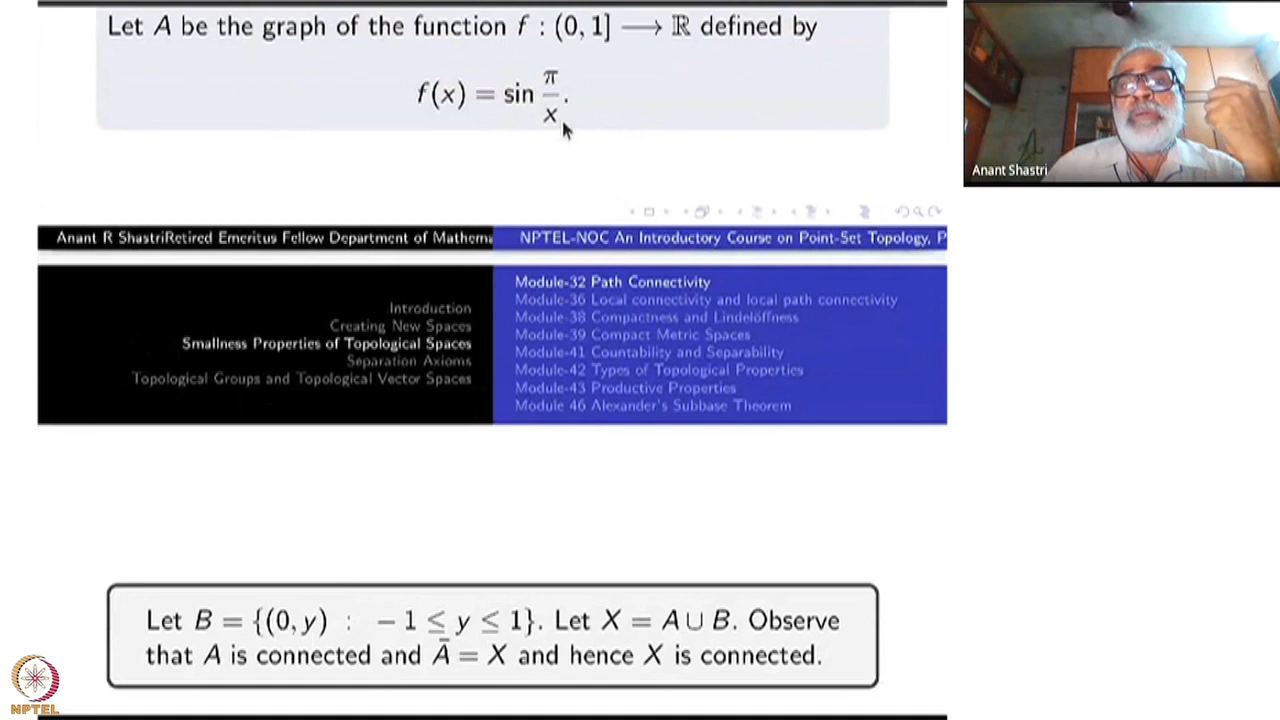 Let A be the graph of the function f : (0, 1] ⟶ ℝ defined by
f(x) = sin π/x.
Anant Shastri
Anant R ShastriRetired Emeritus Fellow Department of Mathema
NPTEL-NOC An Introductory Course on Point-Set Topology, P
Introduction
Creating New Spaces
Smallness Properties of Topological Spaces
Separation Axioms
Topological Groups and Topological Vector Spaces
Module-32 Path Connectivity
Module-36 Local connectivity and local path connectivity
Module-38 Compactness and Lindelöffness
Module-39 Compact Metric Spaces
Module-41 Countability and Separability
Module-42 Types of Topological Properties
Module-43 Productive Properties
Module 46 Alexander's Subbase Theorem
Let B = {(0, y) : −1 ≤ y ≤ 1}. Let X = A ∪ B. Observe
that A is connected and Ā = X and hence X is connected.
NPTEL